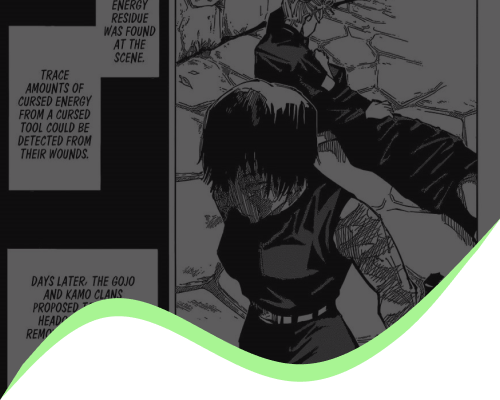 ENERGY
RESIDUE
WAS FOUND
AT THE
SCENE.
TRACE
AMOUNTS OF
CURSED ENERGY
FROM A CURSED
TOOL COULD BE
DETECTED FROM
THEIR WOUNDS.
DAYS LATER, THE GOJO
AND KAMO CLANS
PROPOSED